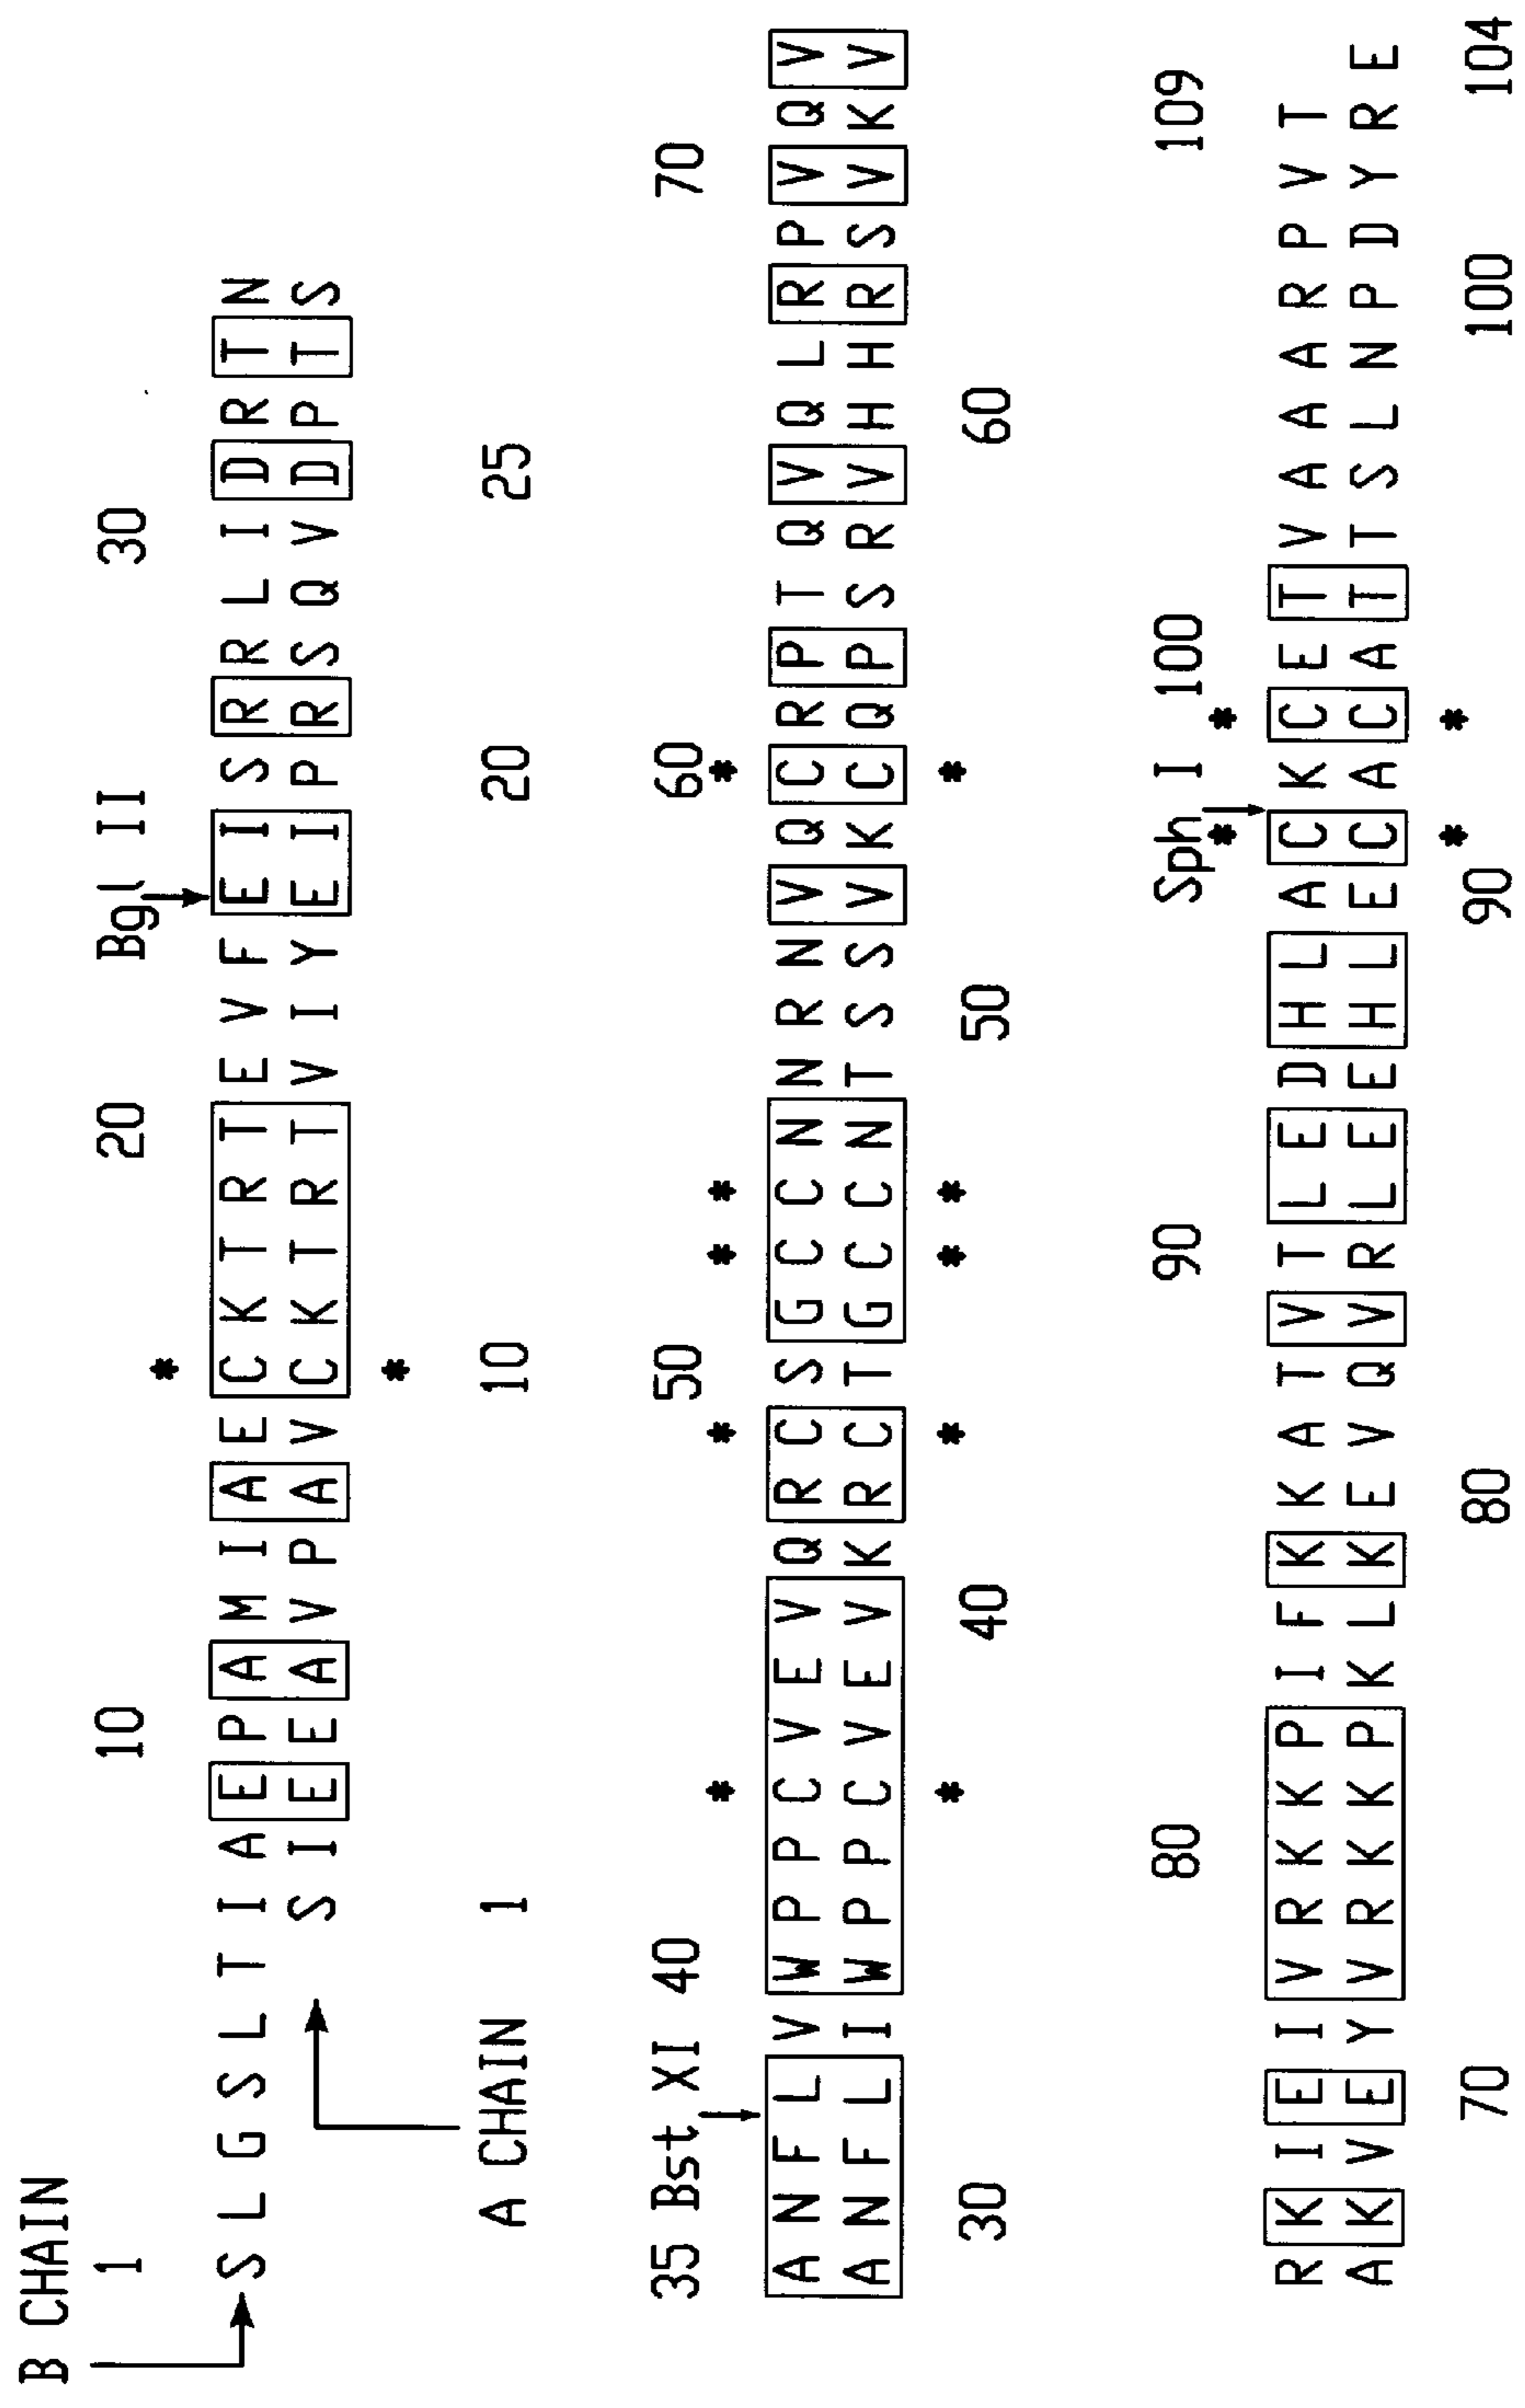 B CHAIN
1 10 20 Bgl II 30
*
S L G S L T I A E P A M I A E C K T R T E V F E I S R R L I D R T N
S I E E A V P A V C K T R T V I Y E I P R S Q V D P T S
*
A CHAIN 1 10 20 25
35 Bst XI 40 50 60 70
* * * * *
A N F L V W P P C V E V Q R C S G C C N N R N V Q C R P T Q V Q L R P V Q V
A N F L I W P P C V E V K R C T G C C N T S S V K C Q P S R V H H R S V K V
* * * * *
30 40 50 60
80 90 Sph I 100 109
* *
R K I E I V R K K P I F K K A T V T L E D H L A C K C E T V A A A R P V T
A K V E Y V R K K P K L K E V Q V R L E E H L E C A C A T T S L N P D Y R E
* *
70 80 90 100 104